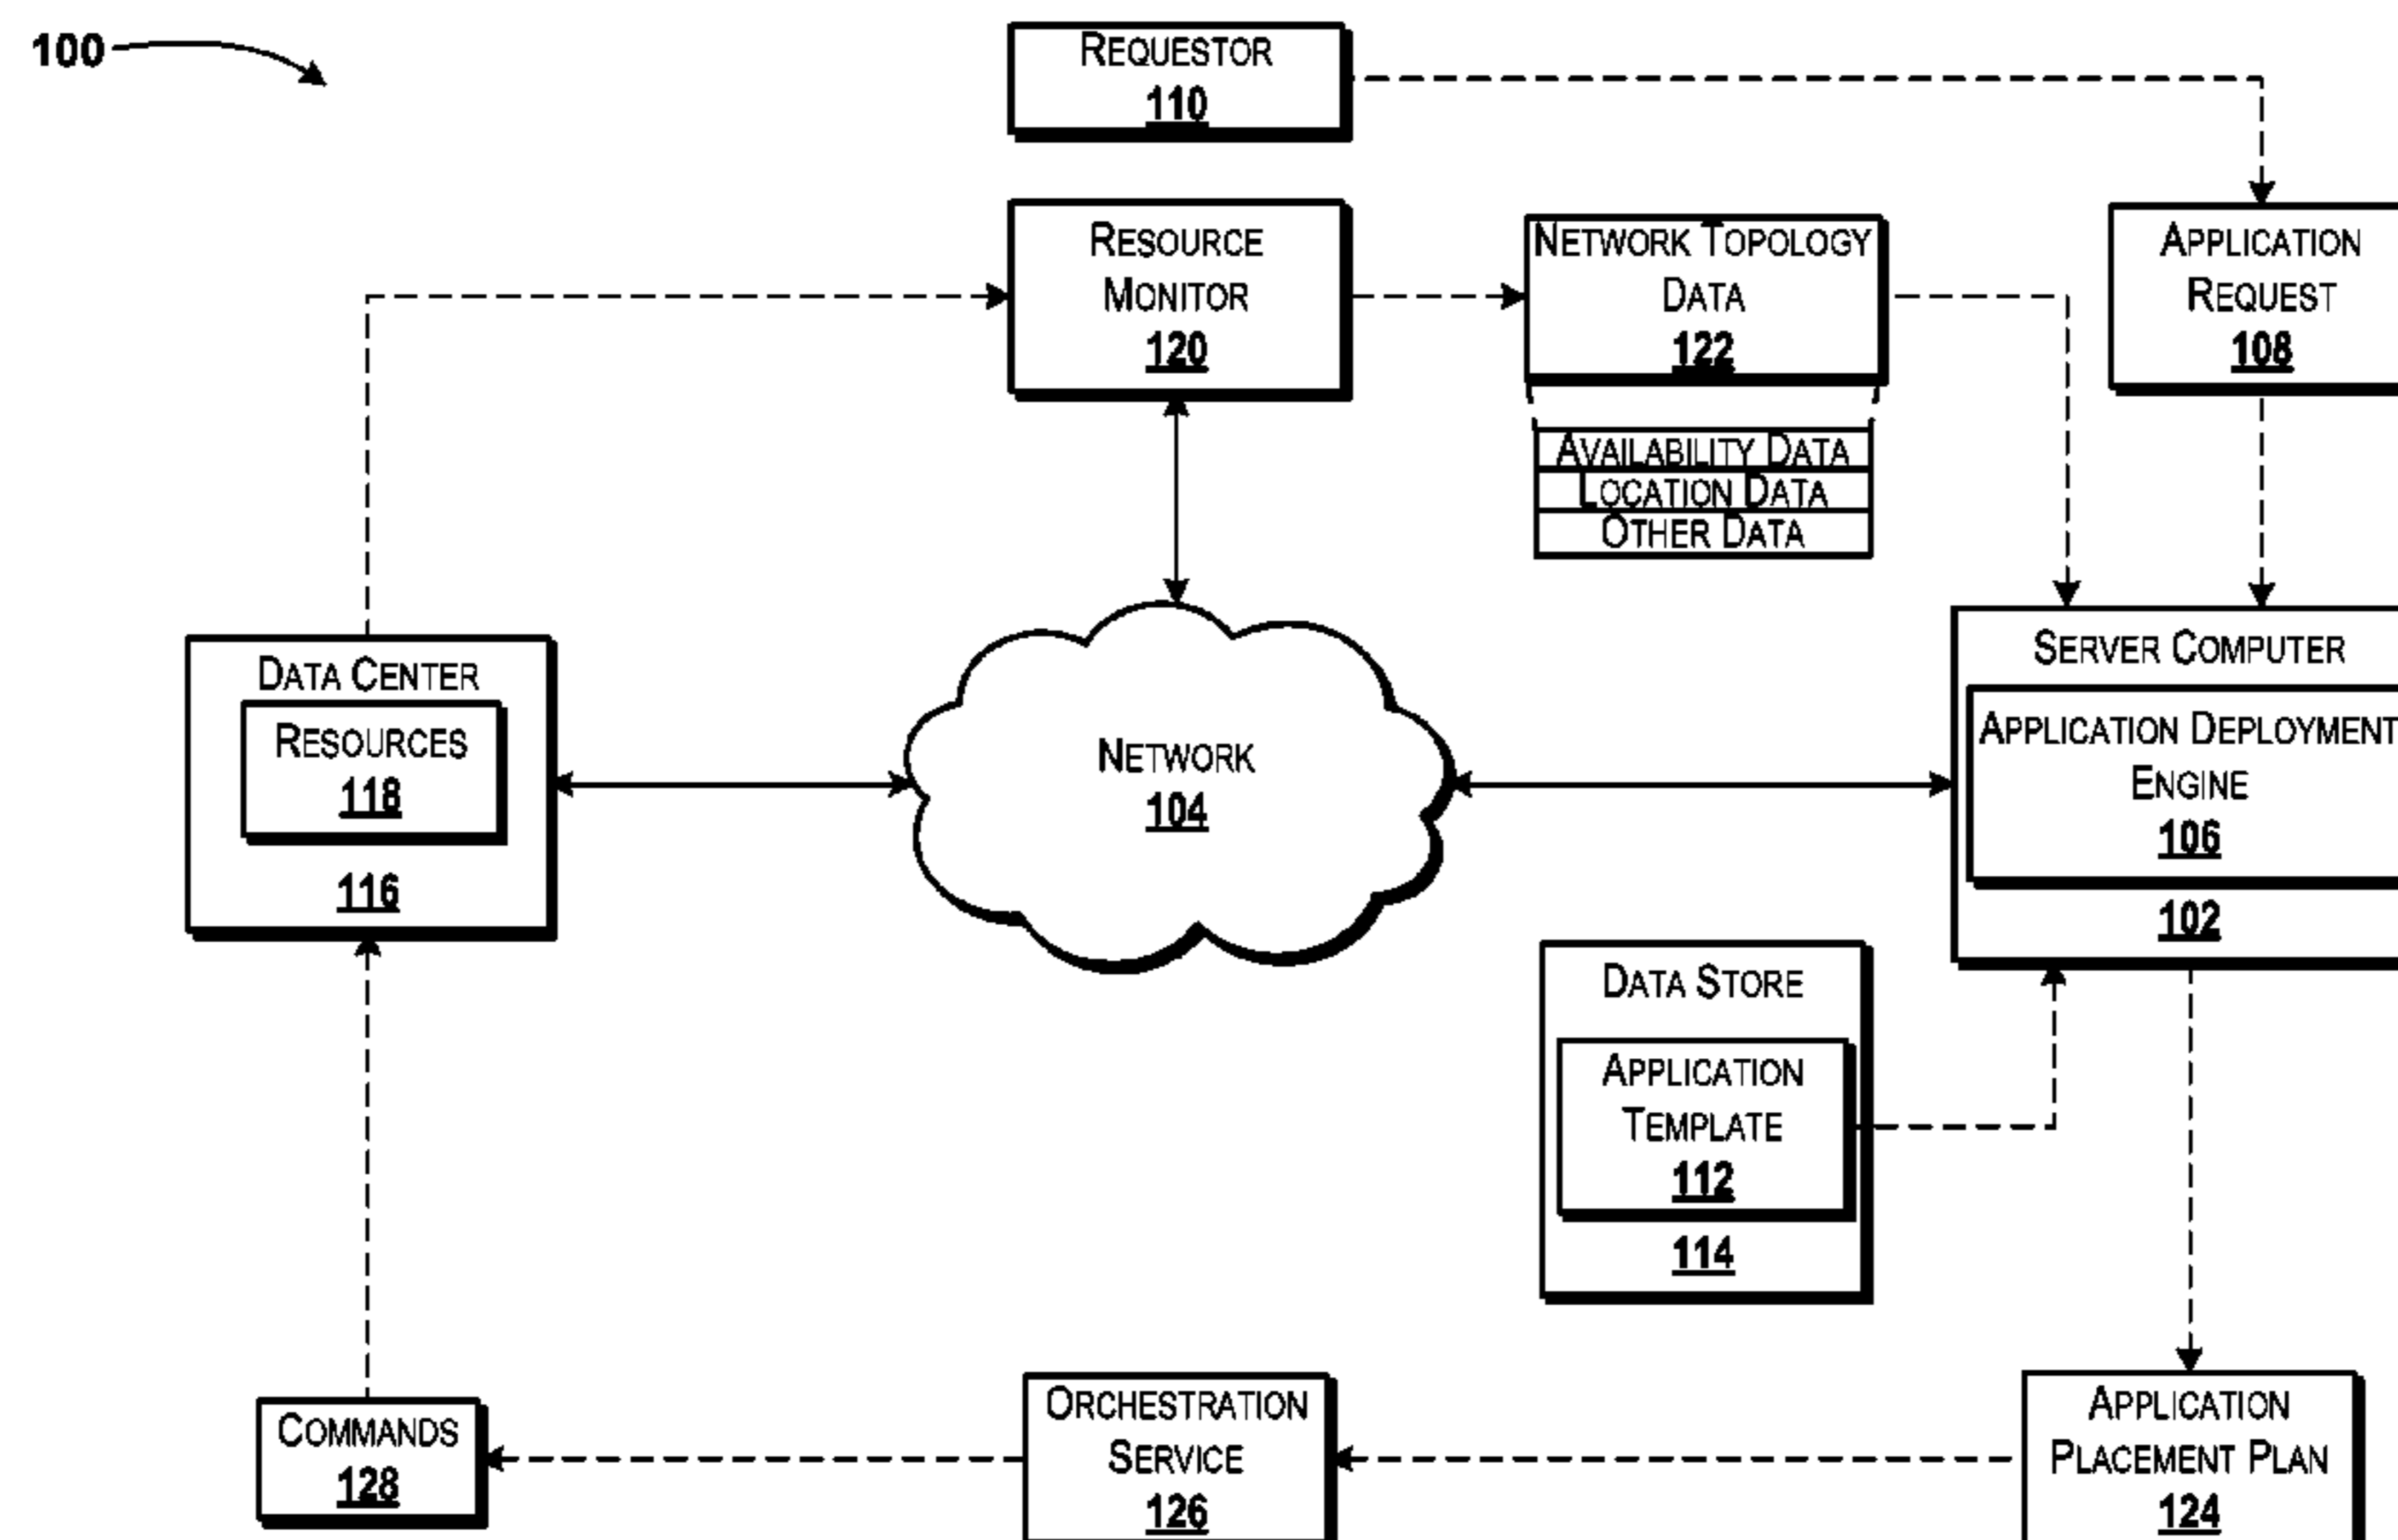 100
REQUESTOR
110
RESOURCE
MONITOR
120
NETWORK TOPOLOGY
DATA
122
AVAILABILITY DATA
LOCATION DATA
OTHER DATA
APPLICATION
REQUEST
108
DATA CENTER
RESOURCES
118
116
NETWORK
104
SERVER COMPUTER
APPLICATION DEPLOYMENT
ENGINE
106
102
DATA STORE
APPLICATION
TEMPLATE
112
114
COMMANDS
128
ORCHESTRATION
SERVICE
126
APPLICATION
PLACEMENT PLAN
124